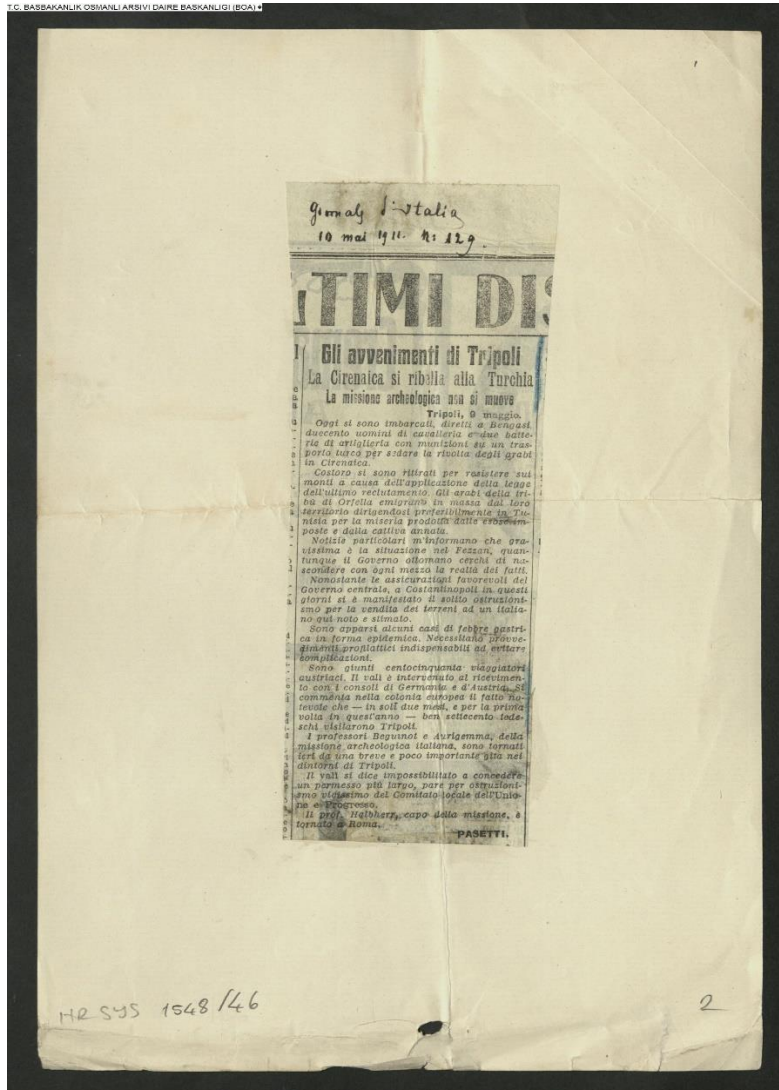 T.C. BASBAKANLIK OSMANLI ARSIVI DAIRE BASKANLIGI (BOA)
Giornale d'Italia
10 mai 1911. N: 129.
LTIMI DIS
Gli avvenimenti di Tripoli
La Cirenaica si ribella alla Turchia
La missione archeologica non si muove
Tripoli, 9 maggio.
Oggi si sono imbarcati, diretti a Bengasi,
duecento uomini di cavalleria e due batte-
rie di artiglieria con munizioni su un tras-
porto turco per sedare la rivolta degli arabi
in Cirenaica.
Costoro si sono ritirati per resistere sui
monti a causa dell'applicazione della legge
dell'ultimo reclutamento. Gli arabi della tri-
bù di Orfella emigrano in massa dal loro
territorio dirigendosi preferibilmente in Tu-
nisia per la miseria prodotta dalle esose im-
poste e dalla cattiva annata.
Notizie particolari m'informano che gra-
vissima è la situazione nel Fezzan, quan-
tunque il Governo ottomano cerchi di na-
scondere con ogni mezzo la realtà dei fatti.
Nonostante le assicurazioni favorevoli del
Governo centrale, a Costantinopoli in questi
giorni si è manifestato il solito ostruzioni-
smo per la vendita dei terreni ad un italia-
no qui noto e stimato.
Sono apparsi alcuni casi di febbre gastri-
ca in forma epidemica. Necessitano provve-
dimenti profilattici indispensabili ad evitare
complicazioni.
Sono giunti centocinquanta viaggiatori
austriaci. Il vali è intervenuto al ricevimen-
to con i consoli di Germania e d'Austria. Si
commenta nella colonia europea il fatto no-
tevole che — in soli due mesi, e per la prima
volta in quest'anno — ben settecento tede-
schi visitarono Tripoli.
I professori Beguinot e Aurigemma, della
missione archeologica italiana, sono tornati
ieri da una breve e poco importante gita nei
dintorni di Tripoli.
Il vali si dice impossibilitato a concedere
un permesso più largo, pare per ostruzioni-
smo vivissimo del Comitato locale dell'Unio-
ne e Progresso.
Il prof. Halbherr, capo della missione, è
tornato a Roma.
PASETTI.
HR SYS 1548/46
2